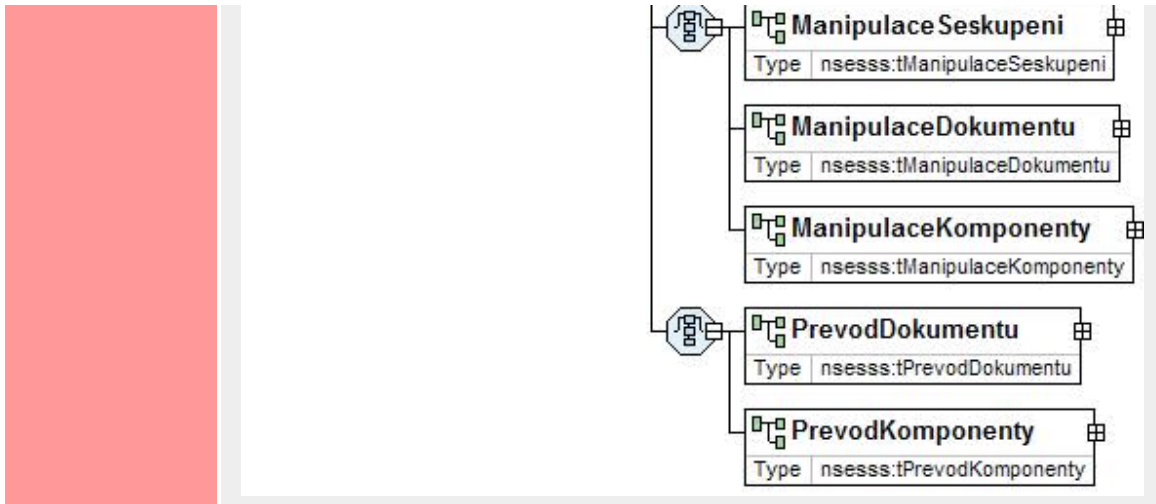 ManipulaceSeskupeni
Type nsesss:tManipulaceSeskupeni
ManipulaceDokumentu
Type nsesss:tManipulaceDokumentu
ManipulaceKomponenty
Type nsesss:tManipulaceKomponenty
PrevodDokumentu
Type nsesss:tPrevodDokumentu
PrevodKomponenty
Type nsesss:tPrevodKomponenty